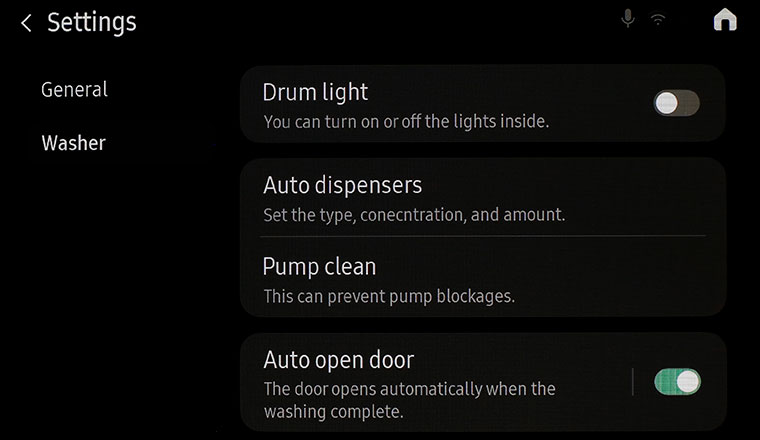 Settings
General
Washer
Drum light
You can turn on or off the lights inside.
Auto dispensers
Set the type, conecntration, and amount.
Pump clean
This can prevent pump blockages.
Auto open door
The door opens automatically when the
washing complete.